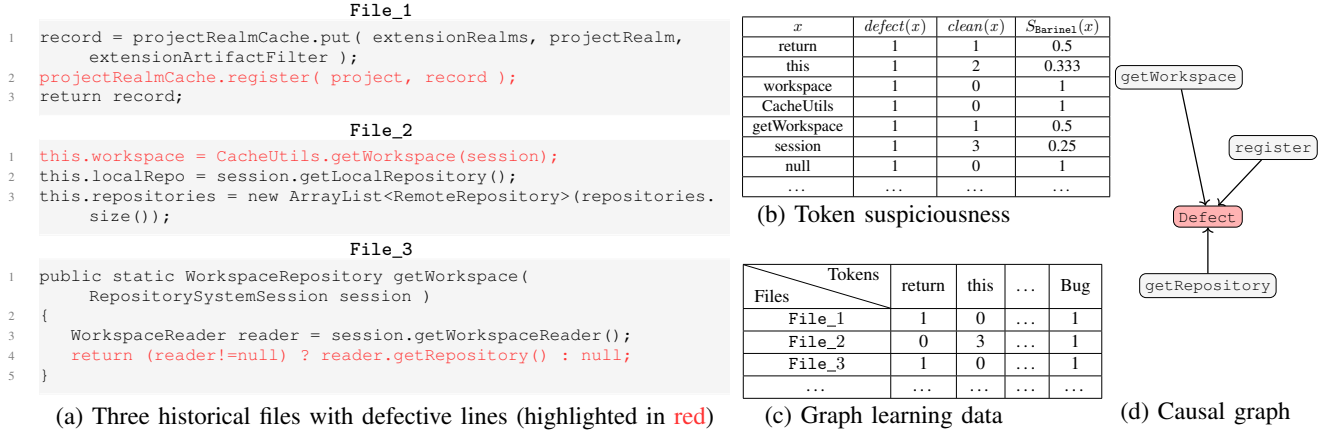 File_1
1 record = projectRealmCache.put( extensionRealms, projectRealm,
extensionArtifactFilter );
2 projectRealmCache.register( project, record );
3 return record;
File_2
1 this.workspace = CacheUtils.getWorkspace(session);
2 this.localRepo = session.getLocalRepository();
3 this.repositories = new ArrayList<RemoteRepository>(repositories.
size());
File_3
1 public static WorkspaceRepository getWorkspace(
RepositorySystemSession session )
2 {
3 WorkspaceReader reader = session.getWorkspaceReader();
4 return (reader!=null) ? reader.getRepository() : null;
5 }
(a) Three historical files with defective lines (highlighted in red)
x defect(x) clean(x) S_Barinel(x)
return 1 1 0.5
this 1 2 0.333
workspace 1 0 1
CacheUtils 1 0 1
getWorkspace 1 1 0.5
session 1 3 0.25
null 1 0 1
... ... ... ...
(b) Token suspiciousness
Tokens
Files return this ... Bug
File_1 1 0 ... 1
File_2 0 3 ... 1
File_3 1 0 ... 1
... ... ... ... ...
(c) Graph learning data
getWorkspace
register
Defect
getRepository
(d) Causal graph